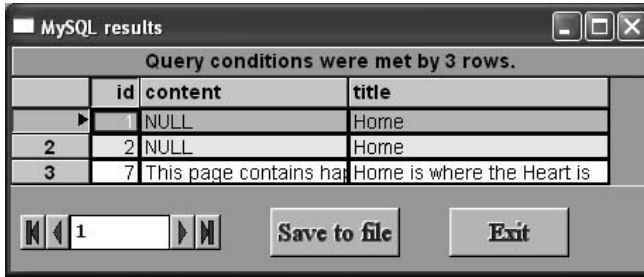 MySQL results
Query conditions were met by 3 rows.
id content title
1 NULL Home
2 2 NULL Home
3 7 This page contains hap Home is where the Heart is
1 Save to file Exit